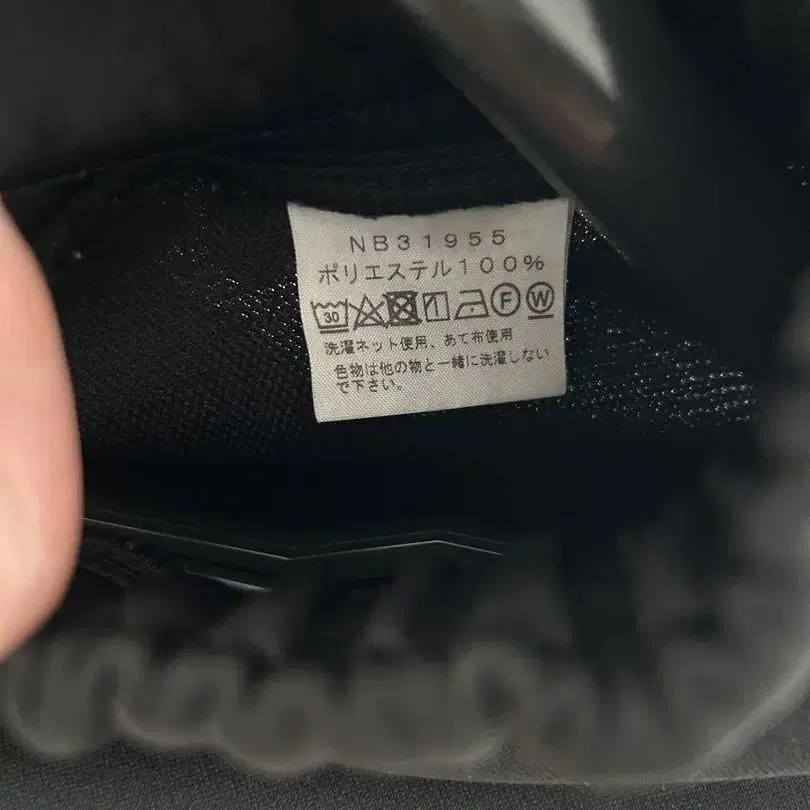 NB31955
ポリエステル100%
30 F W
洗濯ネット使用、あて布使用
色物は他の物と一緒に洗濯しない
で下さい。